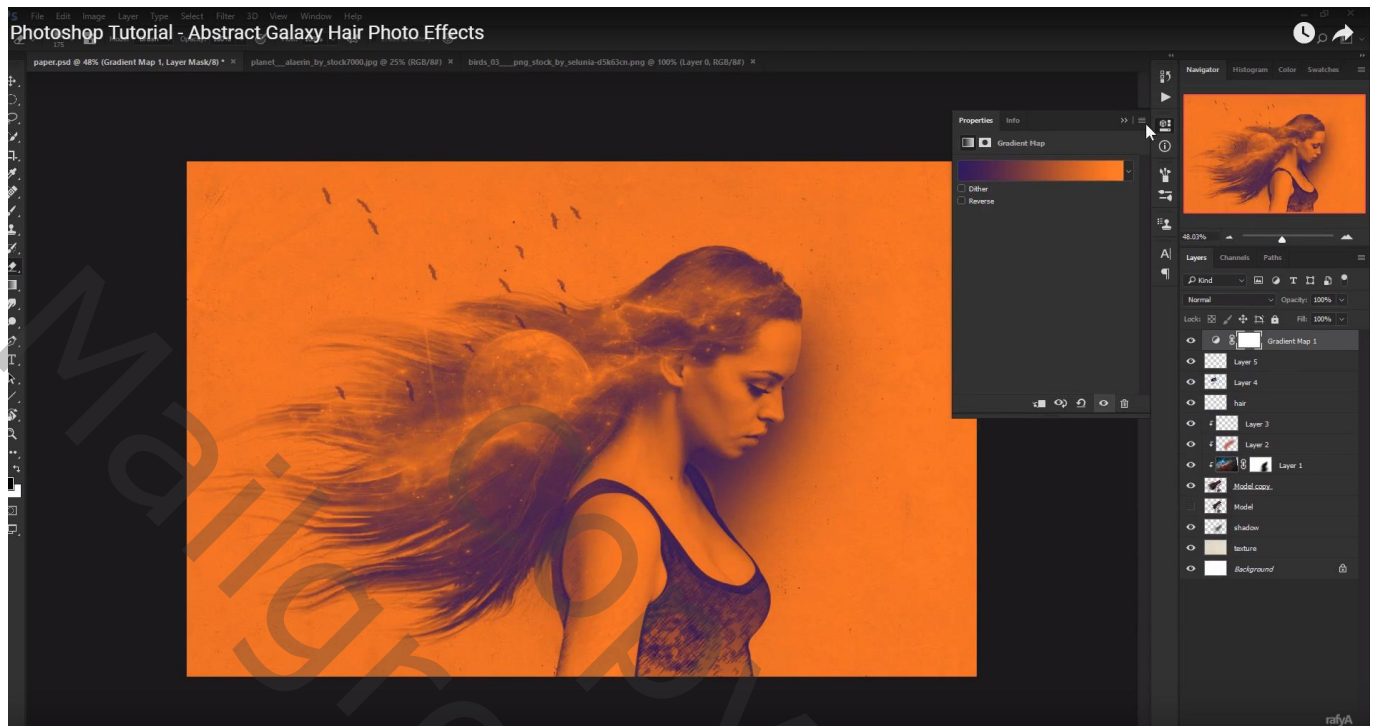 File Edit Image Layer Type Select Filter 3D View Window Help
Photoshop Tutorial - Abstract Galaxy Hair Photo Effects
175
paper.psd @ 48% (Gradient Map 1, Layer Mask/8) * × planet__alaerin_by_stock7000.jpg @ 25% (RGB/8#) × birds_03___png_stock_by_selunia-d5k63cn.png @ 100% (Layer 0, RGB/8#) ×
Navigator Histogram Color Swatches
Properties Info
Gradient Map
Dither
Reverse
48.03%
Layers Channels Paths
Kind
Normal Opacity: 100%
Lock: Fill: 100%
Gradient Map 1
Layer 5
Layer 4
hair
Layer 3
Layer 2
Layer 1
Model copy
Model
shadow
texture
Background
rafyA